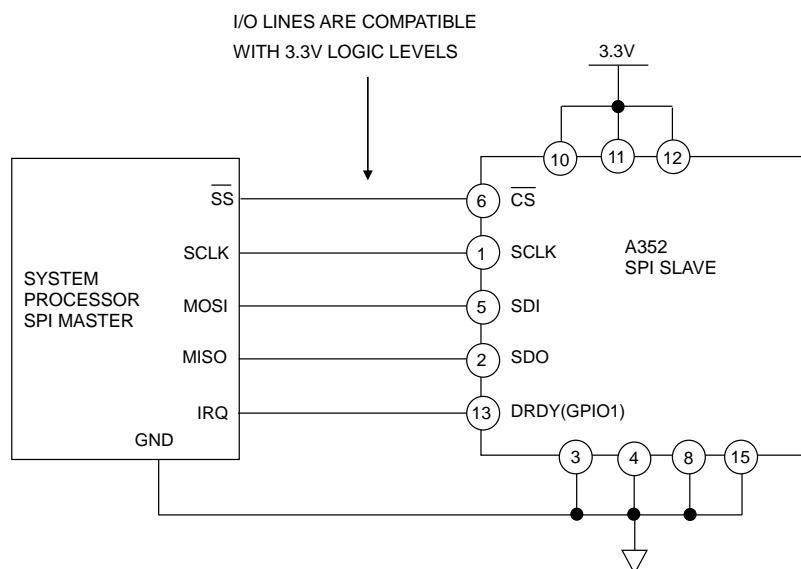 I/O LINES ARE COMPATIBLE
WITH 3.3V LOGIC LEVELS
3.3V
10
11
12
SS
6
CS
SCLK
1
SCLK
A352
SPI SLAVE
SYSTEM
PROCESSOR
SPI MASTER
MOSI
5
SDI
MISO
2
SDO
IRQ
13
DRDY(GPIO1)
GND
3
4
8
15